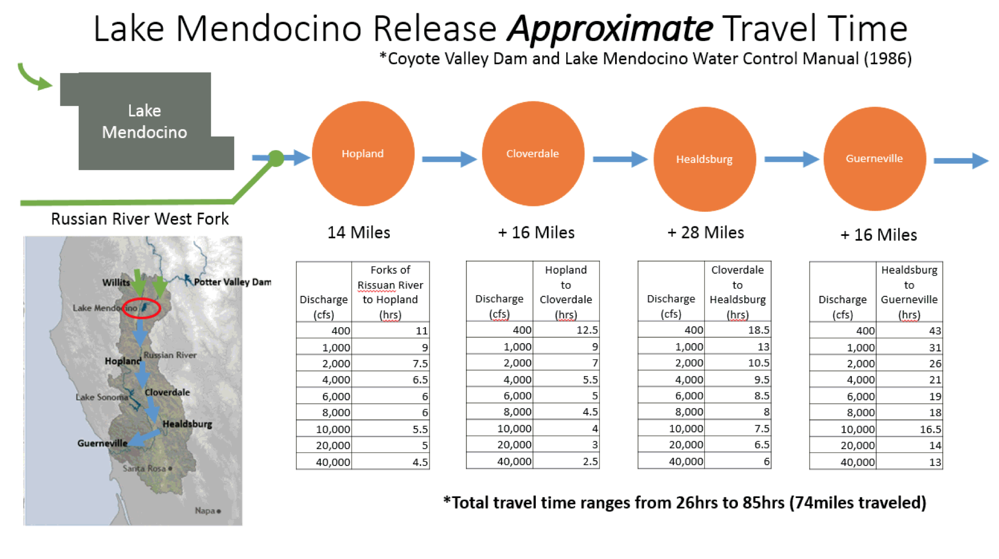 Lake Mendocino Release Approximate Travel Time
*Coyote Valley Dam and Lake Mendocino Water Control Manual (1986)
Lake
Mendocino
Hopland
Cloverdale
Healdsburg
Guerneville
Russian River West Fork
14 Miles
+ 16 Miles
+ 28 Miles
+ 16 Miles
Willits
Potter Valley Dam
Lake Mendocino
Russian River
Hopland
Cloverdale
Lake Sonoma
Healdsburg
Guerneville
Santa Rosa
Napa
Discharge
(cfs)
Forks of
Rissuan River
to Hopland
(hrs)
400 11
1,000 9
2,000 7.5
4,000 6.5
6,000 6
8,000 6
10,000 5.5
20,000 5
40,000 4.5
Discharge
(cfs)
Hopland
to
Cloverdale
(hrs)
400 12.5
1,000 9
2,000 7
4,000 5.5
6,000 5
8,000 4.5
10,000 4
20,000 3
40,000 2.5
Discharge
(cfs)
Cloverdale
to
Healdsburg
(hrs)
400 18.5
1,000 13
2,000 10.5
4,000 9.5
6,000 8.5
8,000 8
10,000 7.5
20,000 6.5
40,000 6
Discharge
(cfs)
Healdsburg
to
Guerneville
(hrs)
400 43
1,000 31
2,000 26
4,000 21
6,000 19
8,000 18
10,000 16.5
20,000 14
40,000 13
*Total travel time ranges from 26hrs to 85hrs (74miles traveled)